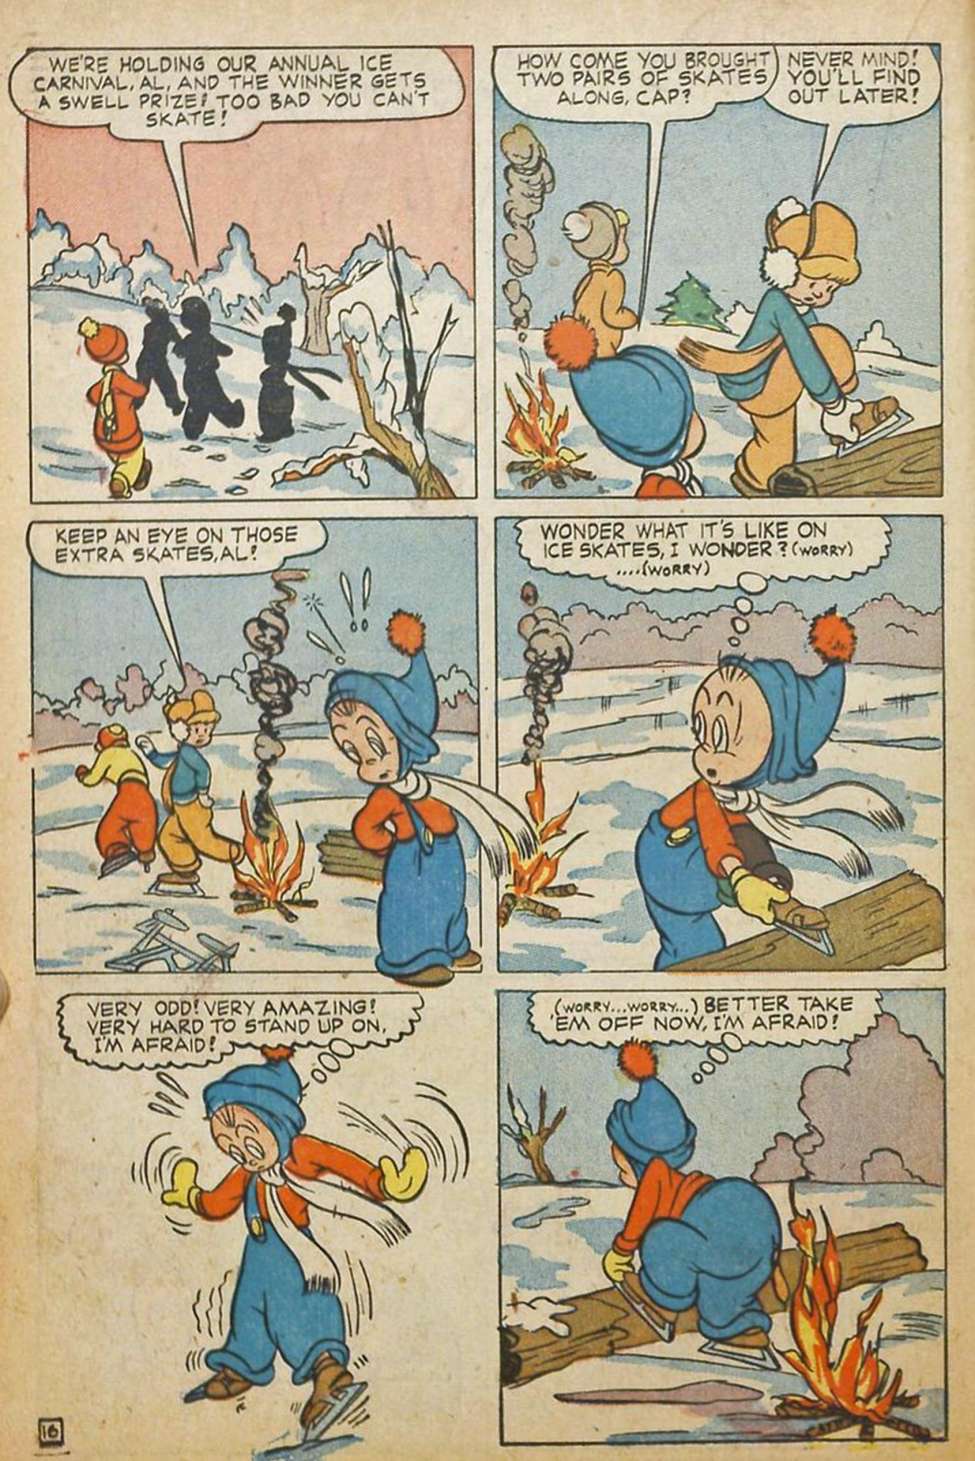 WE'RE HOLDING OUR ANNUAL ICE
CARNIVAL, AL, AND THE WINNER GETS
A SWELL PRIZE! TOO BAD YOU CAN'T
SKATE!
HOW COME YOU BROUGHT
TWO PAIRS OF SKATES
ALONG, CAP?
NEVER MIND!
YOU'LL FIND
OUT LATER!
KEEP AN EYE ON THOSE
EXTRA SKATES, AL!
!!
WONDER WHAT IT'S LIKE ON
ICE SKATES, I WONDER? (WORRY)
....(WORRY)
VERY ODD! VERY AMAZING!
VERY HARD TO STAND UP ON,
I'M AFRAID!
(WORRY...WORRY...) BETTER TAKE
'EM OFF NOW, I'M AFRAID!
16